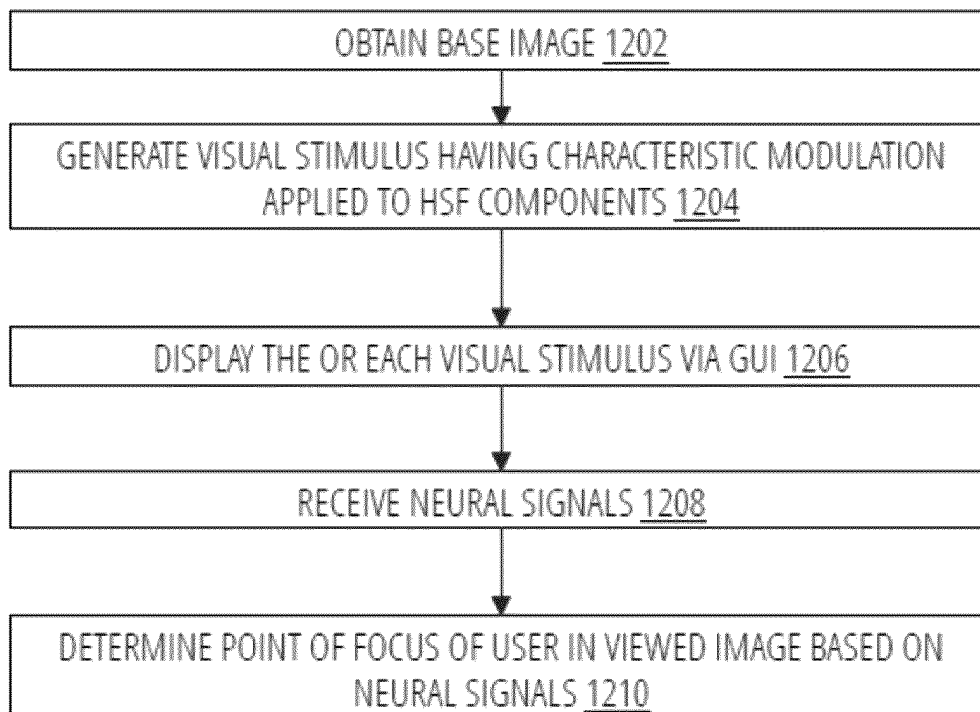 OBTAIN BASE IMAGE 1202
GENERATE VISUAL STIMULUS HAVING CHARACTERISTIC MODULATION
APPLIED TO HSF COMPONENTS 1204
DISPLAY THE OR EACH VISUAL STIMULUS VIA GUI 1206
RECEIVE NEURAL SIGNALS 1208
DETERMINE POINT OF FOCUS OF USER IN VIEWED IMAGE BASED ON
NEURAL SIGNALS 1210